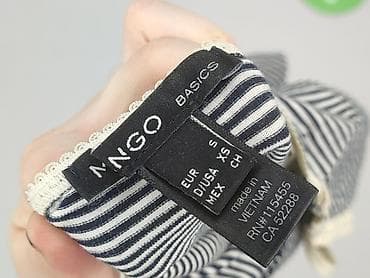 MNGO BASICS
EUR S
D/USA XS
MEX CH
made in
VIETNAM
RN# 115455
CA 52288